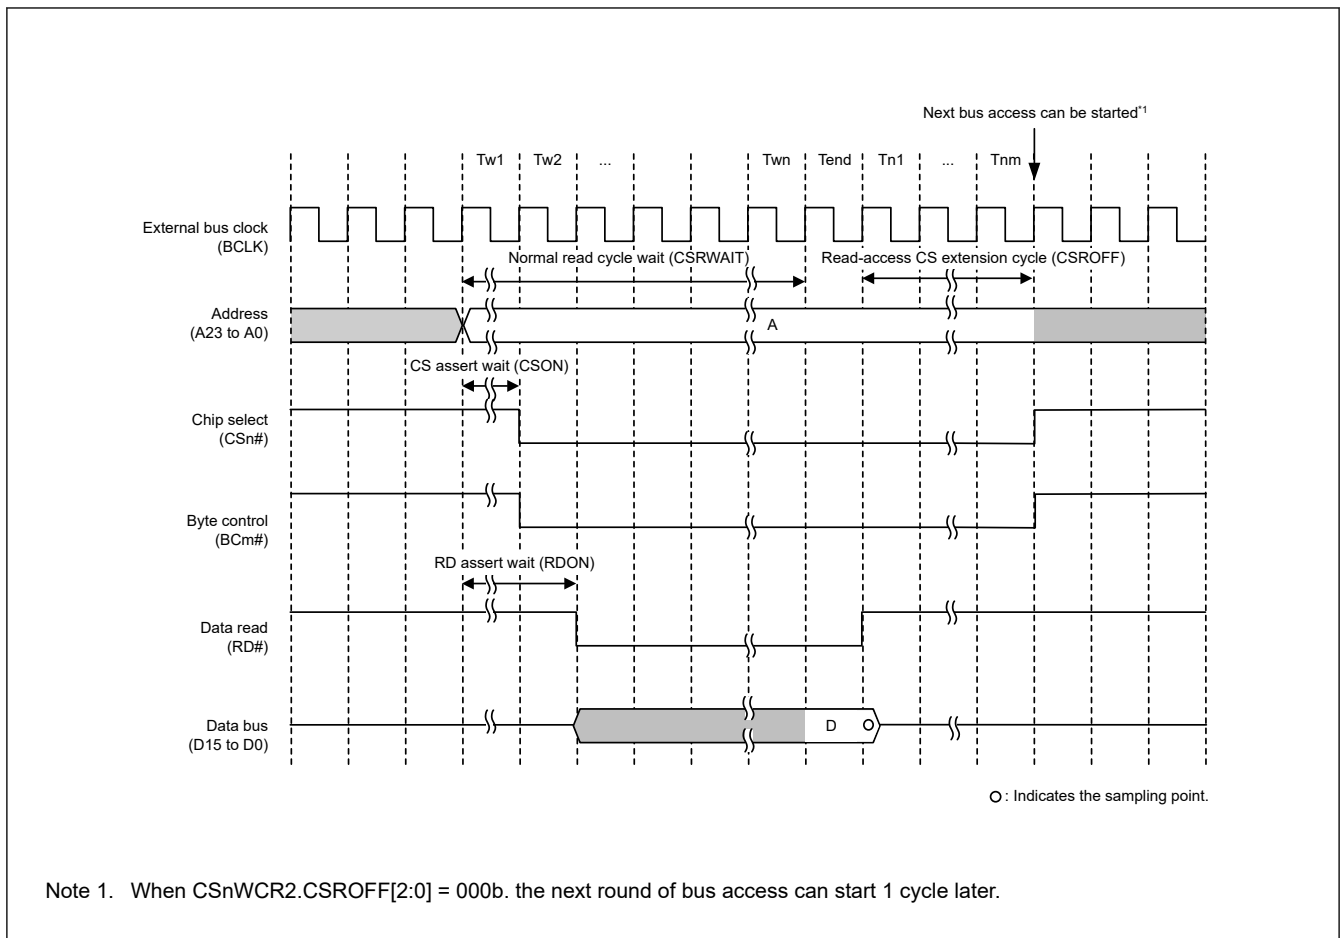 Next bus access can be started*1
Tw1 Tw2 ... Twn Tend Tn1 ... Tnm
External bus clock
(BCLK)
Normal read cycle wait (CSRWAIT)
Read-access CS extension cycle (CSROFF)
Address
(A23 to A0)
A
CS assert wait (CSON)
Chip select
(CSn#)
Byte control
(BCm#)
RD assert wait (RDON)
Data read
(RD#)
Data bus
(D15 to D0)
D
: Indicates the sampling point.
Note 1. When CSnWCR2.CSROFF[2:0] = 000b. the next round of bus access can start 1 cycle later.